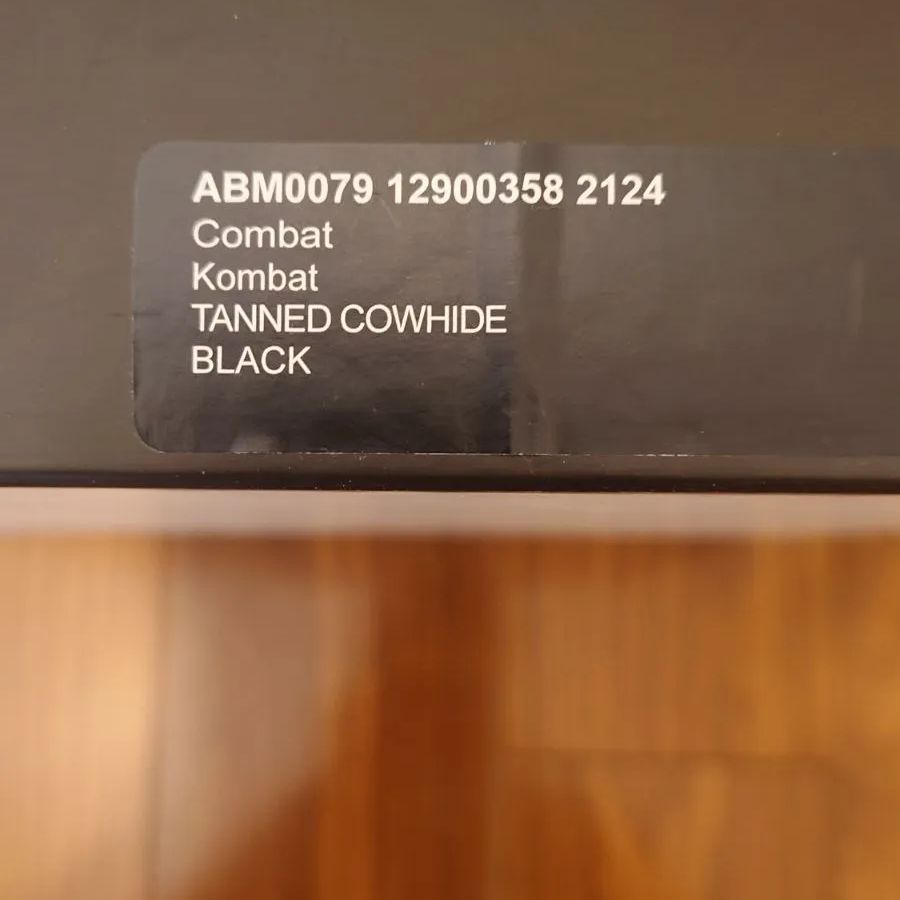 ABM0079 12900358 2124
Combat
Kombat
TANNED COWHIDE
BLACK